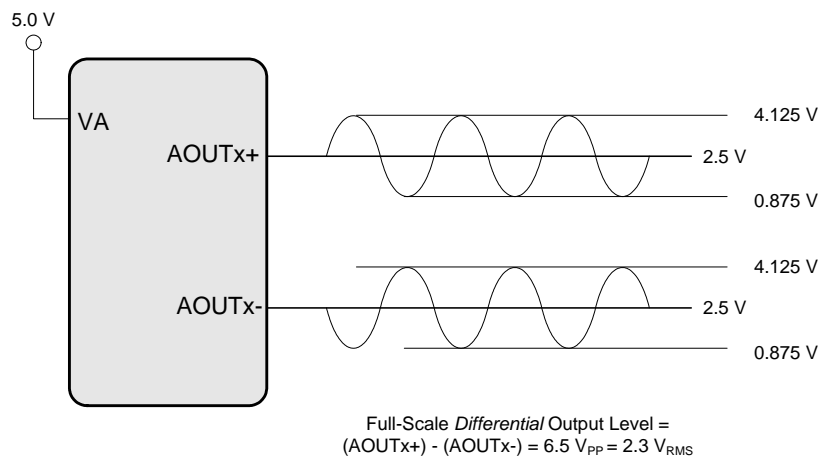 5.0 V
VA
AOUTx+
4.125 V
2.5 V
0.875 V
AOUTx-
4.125 V
2.5 V
0.875 V
Full-Scale Differential Output Level =
(AOUTx+) - (AOUTx-) = 6.5 VPP = 2.3 VRMS